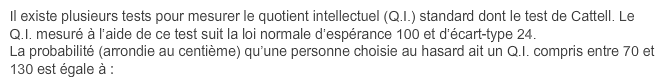 Il existe plusieurs tests pour mesurer le quotient intellectuel (Q.I.) standard dont le test de Cattell. Le
Q.I. mesuré à l'aide de ce test suit la loi normale d'espérance 100 et d'écart-type 24.
La probabilité (arrondie au centième) qu'une personne choisie au hasard ait un Q.I. compris entre 70 et
130 est égale à :